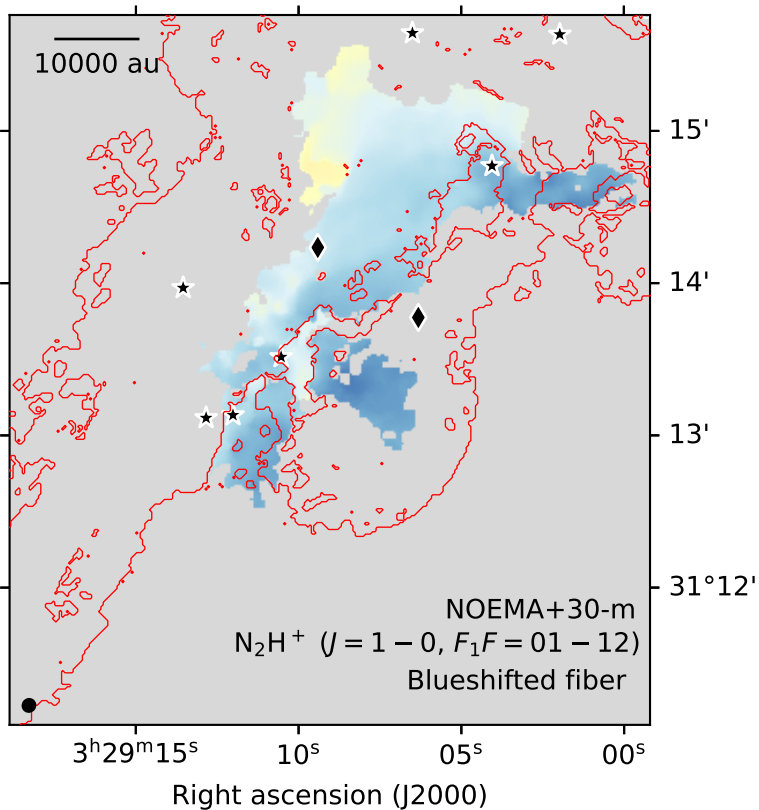 10000 au
15'
14'
13'
31°12'
NOEMA+30-m
N₂H⁺ (J = 1 − 0, F₁F = 01 − 12)
Blueshifted fiber
3ʰ29ᵐ15ˢ 10ˢ 05ˢ 00ˢ
Right ascension (J2000)